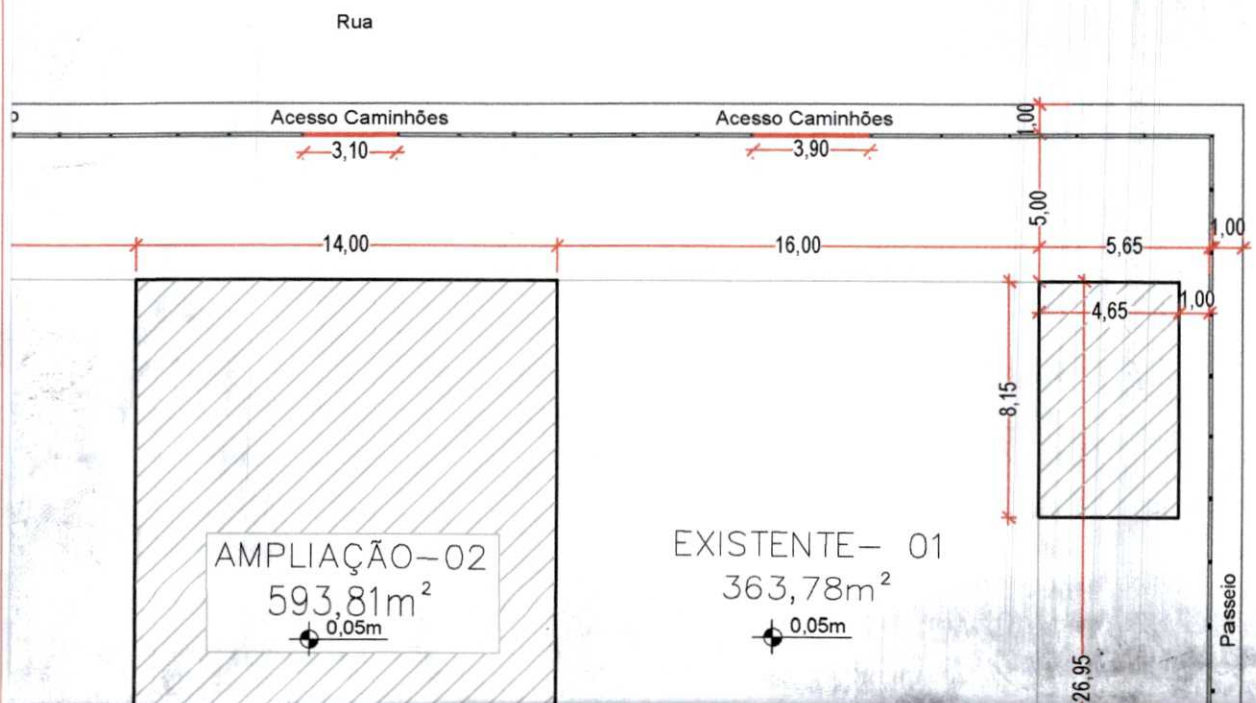 Rua
Acesso Caminhões
Acesso Caminhões
1,00
3,10
3,90
5,00
1,00
14,00
16,00
5,65
4,65
1,00
8,15
AMPLIAÇÃO-02
593,81m²
0,05m
EXISTENTE- 01
363,78m²
0,05m
Passeio
26,95